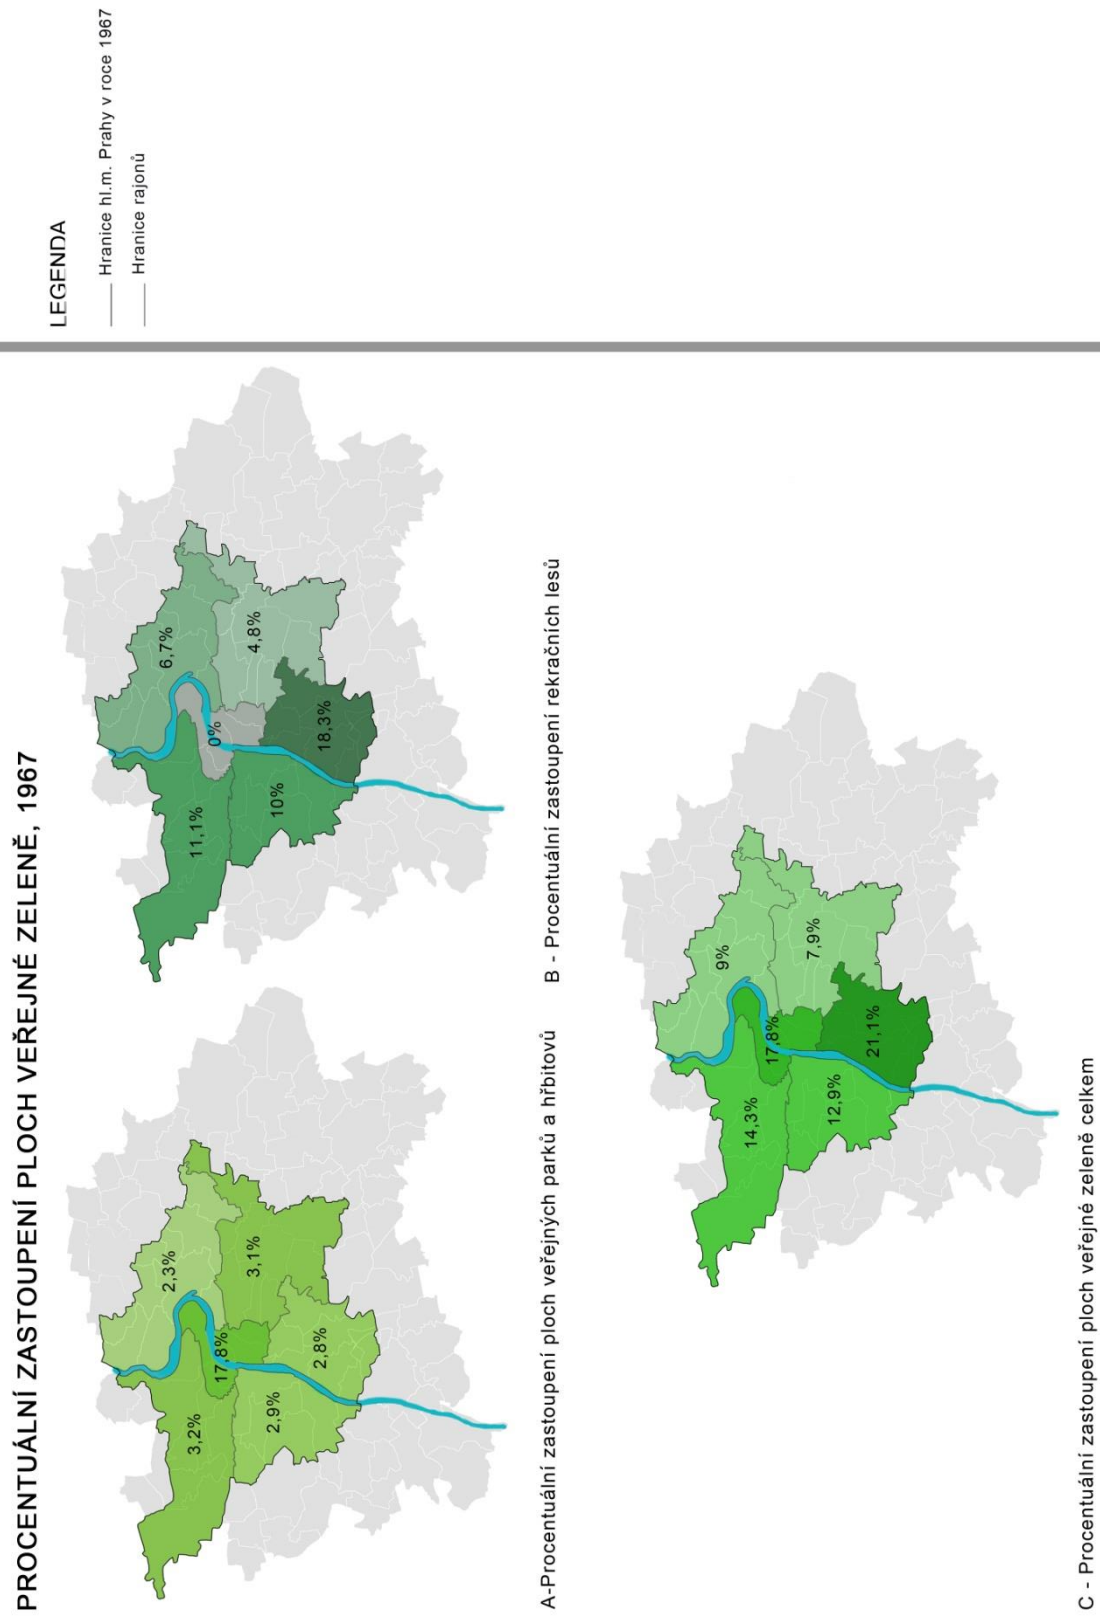 PROCENTUÁLNÍ ZASTOUPENÍ PLOCH VEŘEJNÉ ZELENĚ, 1967
3,2%
2,3%
17,8%
3,1%
2,9%
2,8%
A-Procentuální zastoupení ploch veřejných parků a hřbitovů
11,1%
6,7%
0%
4,8%
10%
18,3%
B - Procentuální zastoupení rekračních lesů
14,3%
9%
17,8%
7,9%
12,9%
21,1%
C - Procentuální zastoupení ploch veřejné zeleně celkem
LEGENDA
Hranice hl.m. Prahy v roce 1967
Hranice rajonů